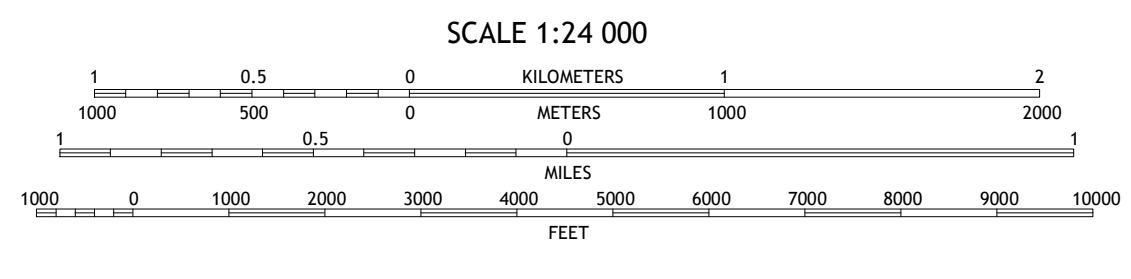 SCALE 1:24 000
1 0.5 0 KILOMETERS 1 2
1000 500 0 METERS 1000 2000
1 0.5 0 1
MILES
1000 0 1000 2000 3000 4000 5000 6000 7000 8000 9000 10000
FEET